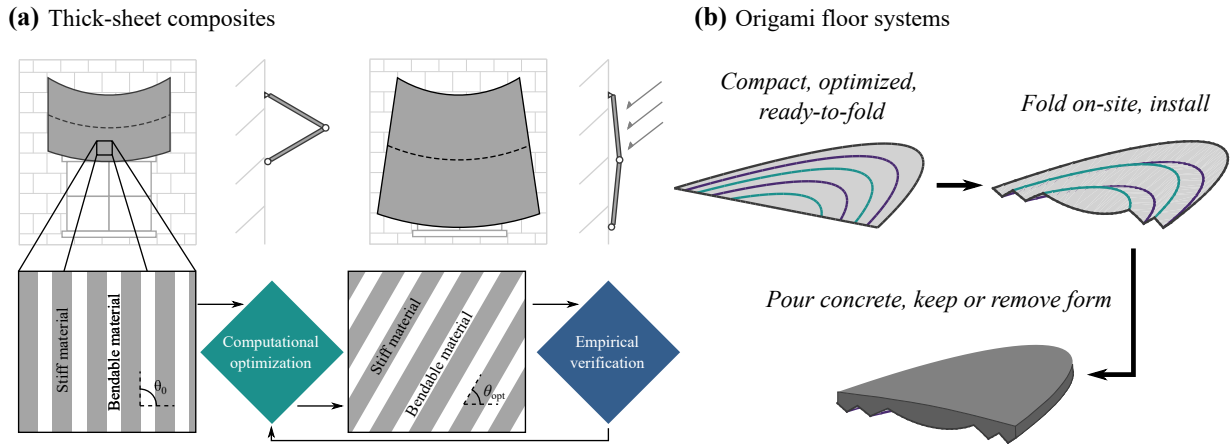 (a) Thick-sheet composites
Stiff material
Bendable material
θ0
Computational
optimization
Stiff material
Bendable material
θopt
Empirical
verification
(b) Origami floor systems
Compact, optimized,
ready-to-fold
Fold on-site, install
Pour concrete, keep or remove form